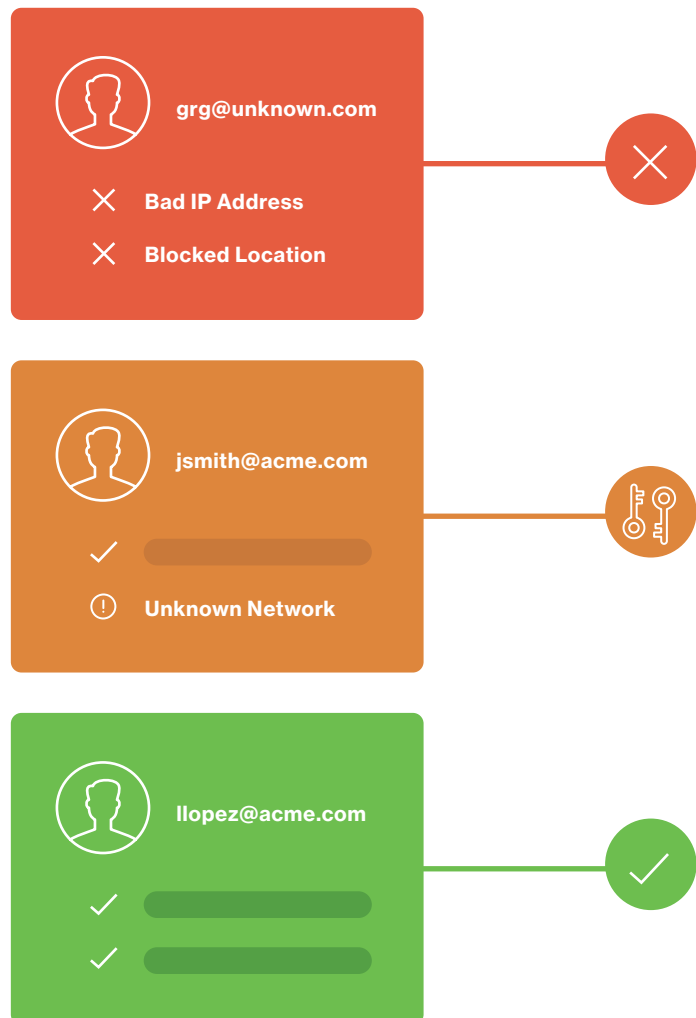 grg@unknown.com
Bad IP Address
Blocked Location
jsmith@acme.com
Unknown Network
llopez@acme.com